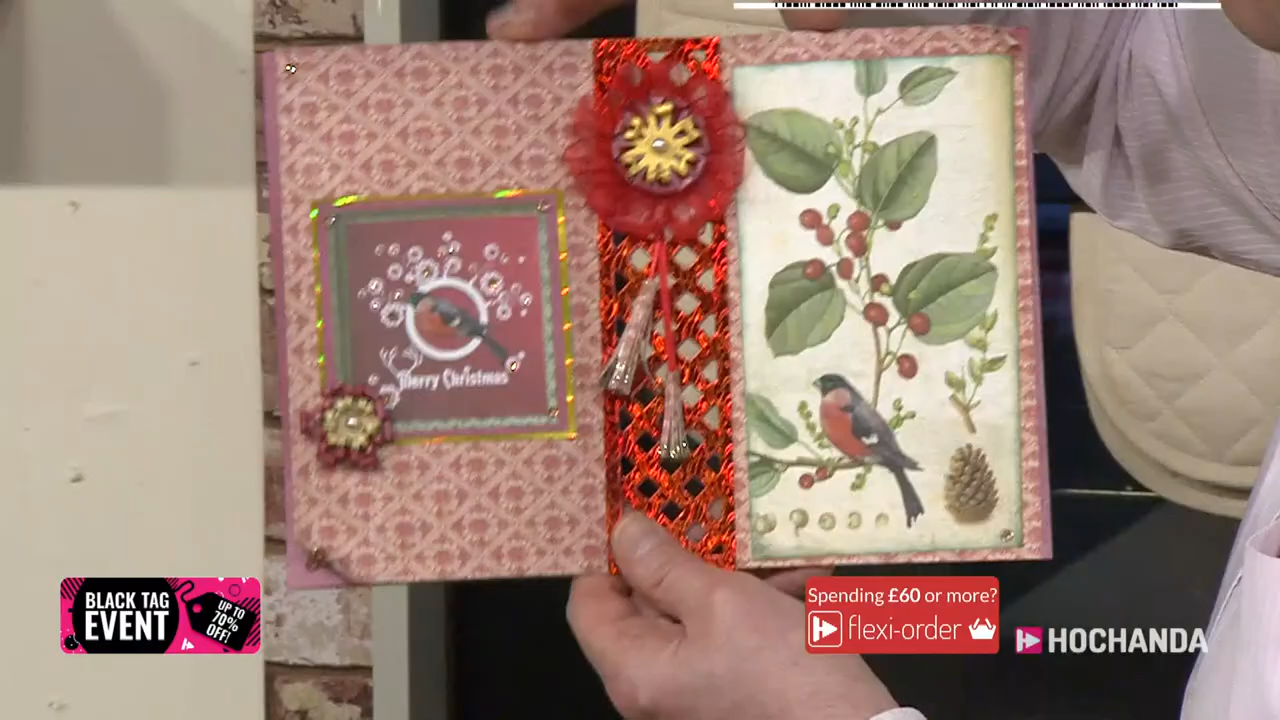 Merry Christmas
BLACK TAG
EVENT
UP TO
70%
OFF!
Spending £60 or more?
flexi-order
HOCHANDA